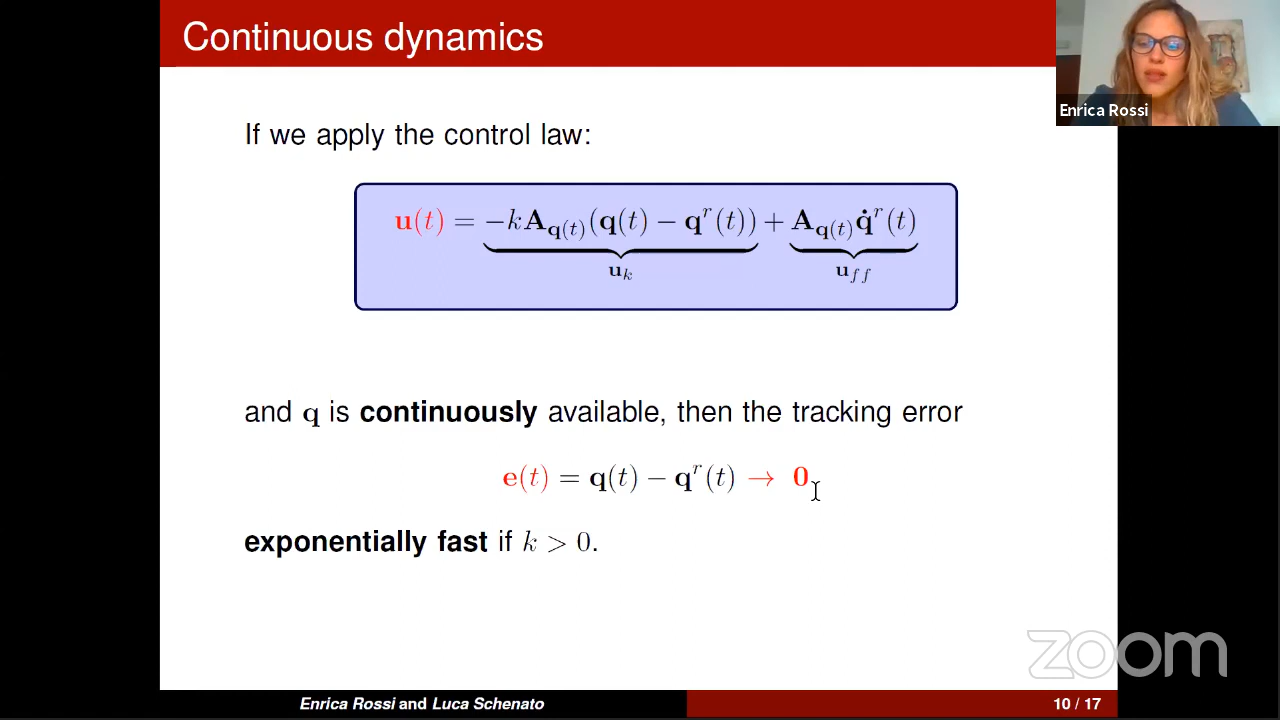 Continuous dynamics
Enrica Rossi
If we apply the control law:
u(t) = −kA_{q(t)}(q(t) − q^r(t)) + A_{q(t)}q̇^r(t)
u_k u_{ff}
and q is continuously available, then the tracking error
e(t) = q(t) − q^r(t) → 0
exponentially fast if k > 0.
zoom
Enrica Rossi and Luca Schenato 10 / 17